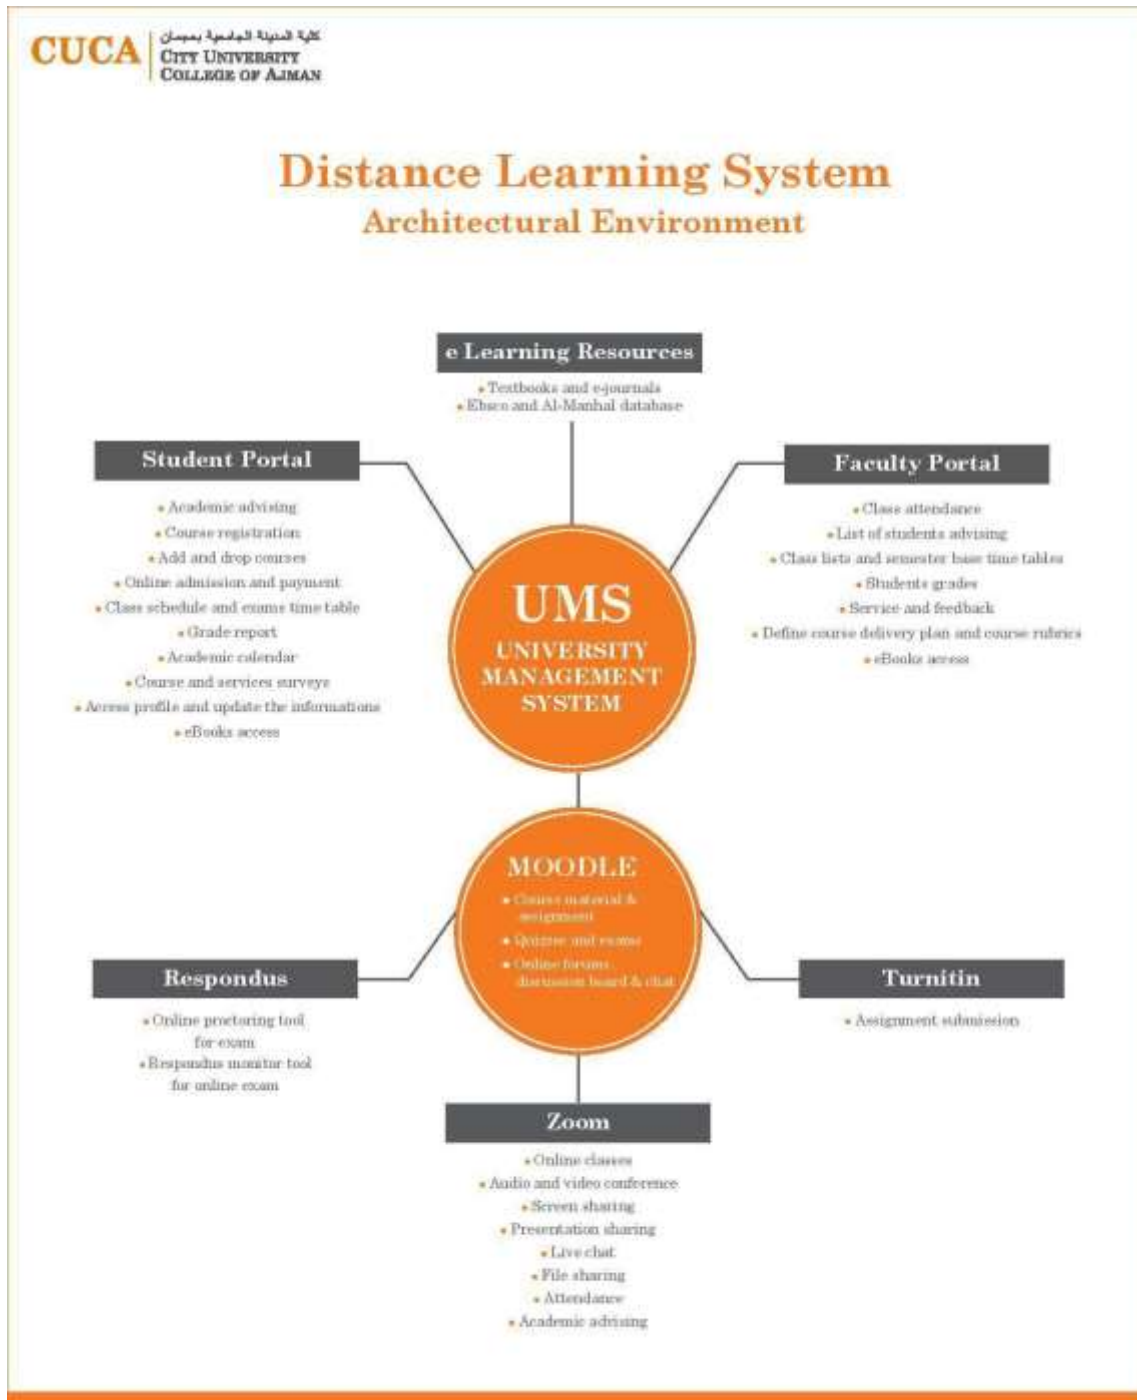 CUCA
كلية المدينة الجامعية بعجمان
CITY UNIVERSITY
COLLEGE OF AJMAN
Distance Learning System
Architectural Environment
e Learning Resources
• Textbooks and e-journals
• Ebsco and Al-Manhal database
Student Portal
• Academic advising
• Course registration
• Add and drop courses
• Online admission and payment
• Class schedule and exams time table
• Grade report
• Academic calendar
• Course and services surveys
• Access profile and update the informations
• eBooks access
Faculty Portal
• Class attendance
• List of students advising
• Class lists and semester base time tables
• Students grades
• Service and feedback
• Define course delivery plan and course rubrics
• eBooks access
UMS
UNIVERSITY
MANAGEMENT
SYSTEM
MOODLE
• Course material &
assignment
• Quizzes and exams
• Online forums,
discussion board & chat
Respondus
• Online proctoring tool
for exam
• Respondus monitor tool
for online exam
Turnitin
• Assignment submission
Zoom
• Online classes
• Audio and video conference
• Screen sharing
• Presentation sharing
• Live chat
• File sharing
• Attendance
• Academic advising